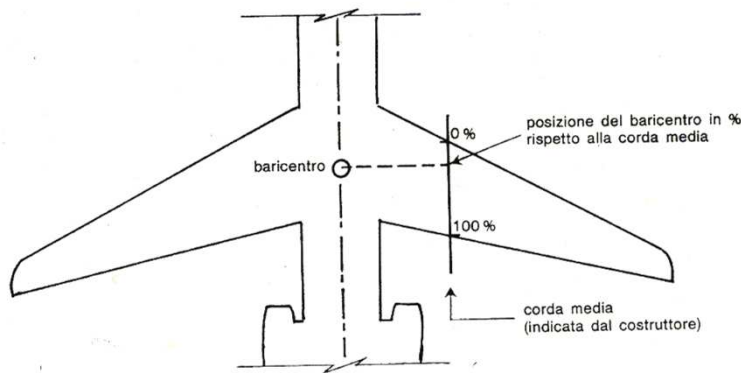 0 %
posizione del baricentro in %
rispetto alla corda media
baricentro
100 %
corda media
(indicata dal costruttore)